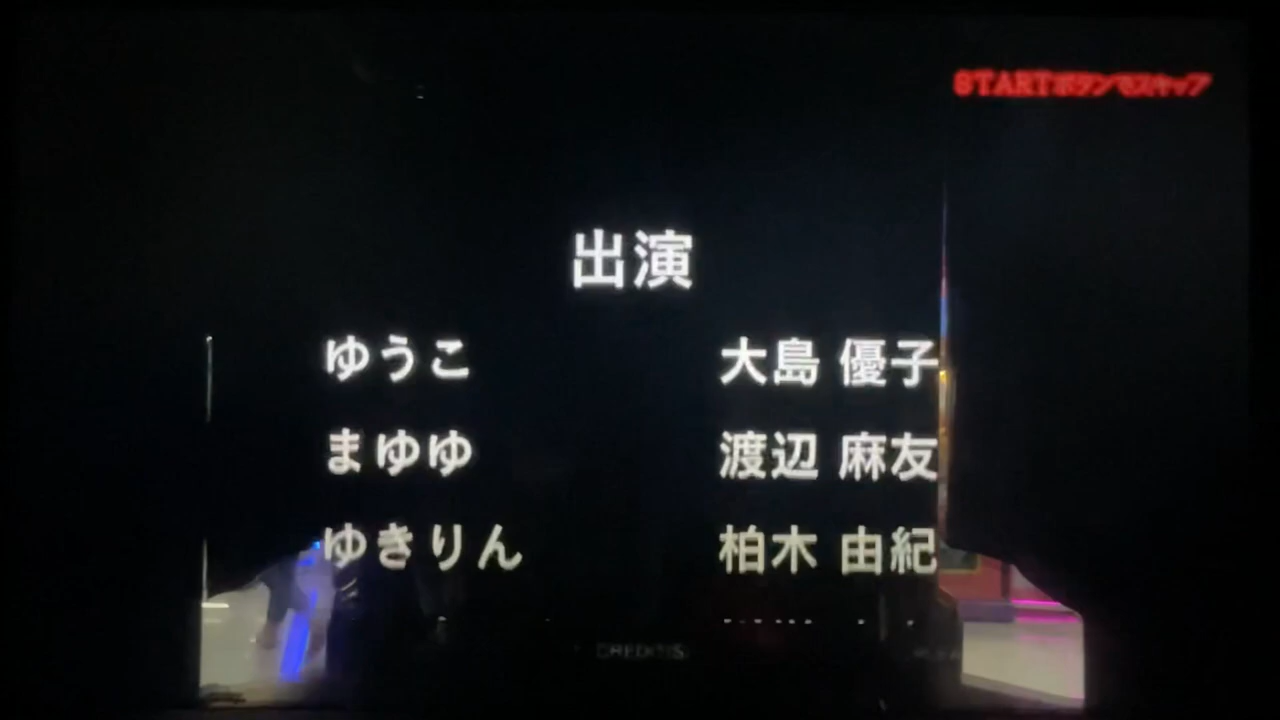 STARTボタンでスキップ
出演
ゆうこ 大島 優子
まゆゆ 渡辺 麻友
ゆきりん 柏木 由紀
CREDIT(S)